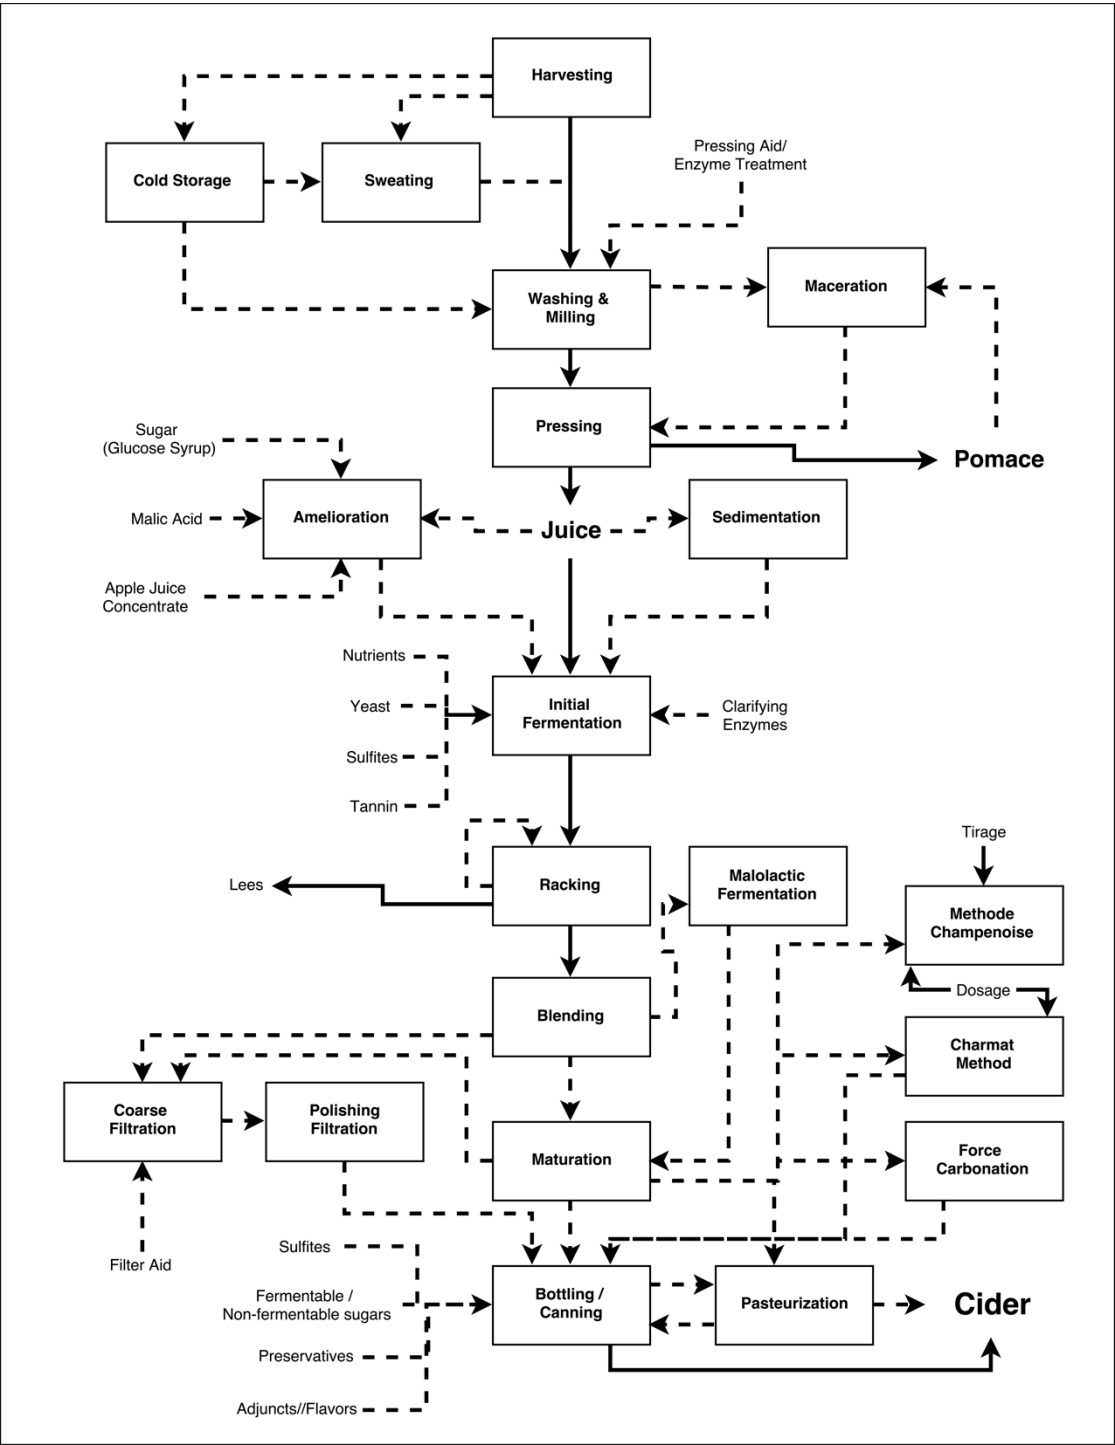 Harvesting
Pressing Aid/
Enzyme Treatment
Cold Storage
Sweating
Washing &
Milling
Maceration
Pressing
Pomace
Sugar
(Glucose Syrup)
Malic Acid
Amelioration
Juice
Sedimentation
Apple Juice
Concentrate
Nutrients
Yeast
Sulfites
Tannin
Initial
Fermentation
Clarifying
Enzymes
Tirage
Lees
Racking
Malolactic
Fermentation
Methode
Champenoise
Dosage
Blending
Charmat
Method
Coarse
Filtration
Polishing
Filtration
Maturation
Force
Carbonation
Filter Aid
Sulfites
Fermentable /
Non-fermentable sugars
Preservatives
Adjuncts//Flavors
Bottling /
Canning
Pasteurization
Cider